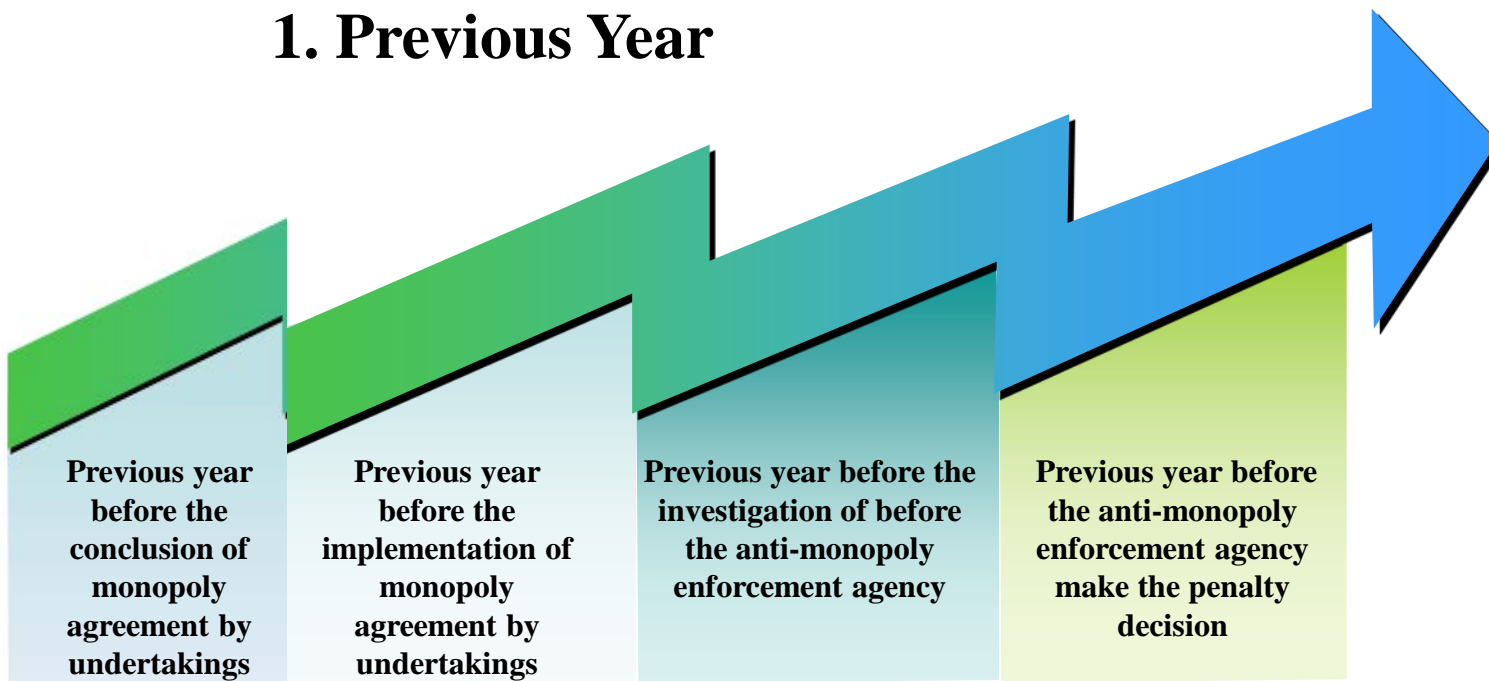 1. Previous Year
Previous year
before the
conclusion of
monopoly
agreement by
undertakings
Previous year
before the
implementation of
monopoly
agreement by
undertakings
Previous year before the
investigation of before
the anti-monopoly
enforcement agency
Previous year before
the anti-monopoly
enforcement agency
make the penalty
decision